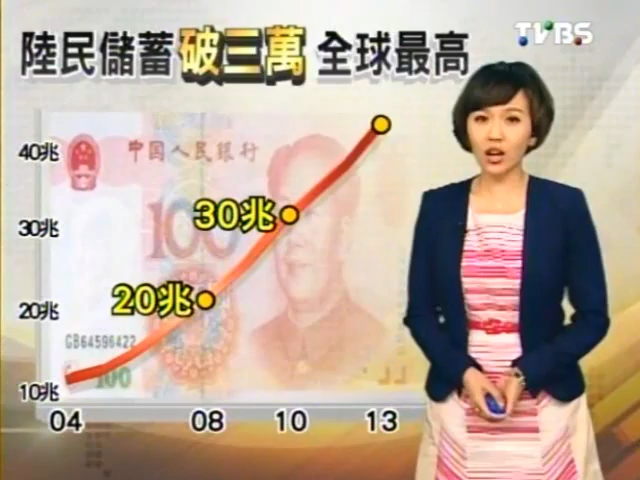 TVBS
陸民儲蓄破三萬 全球最高
40兆
中国人民银行
30兆
100
30兆
20兆
20兆
GB64596422
10兆
100
04 08 10 13